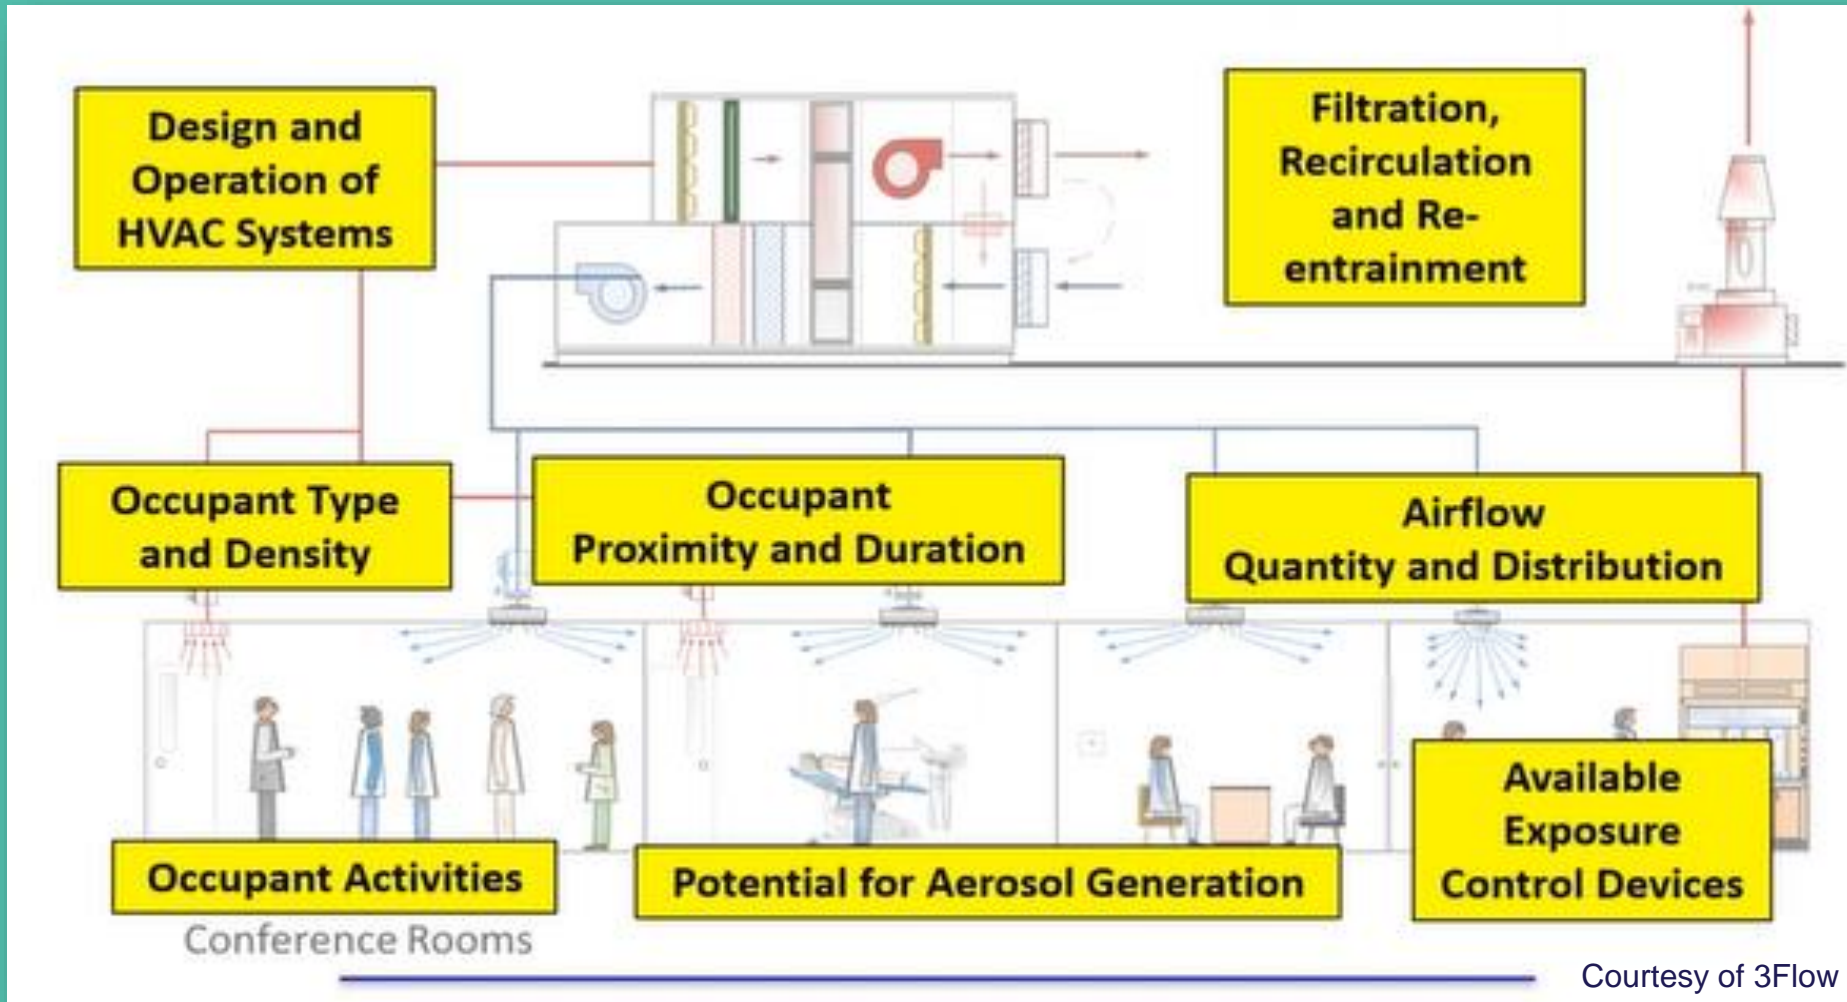 Design and
Operation of
HVAC Systems
Filtration,
Recirculation
and Re-
entrainment
Occupant Type
and Density
Occupant
Proximity and Duration
Airflow
Quantity and Distribution
Available
Exposure
Control Devices
Occupant Activities
Potential for Aerosol Generation
Conference Rooms
Courtesy of 3Flow